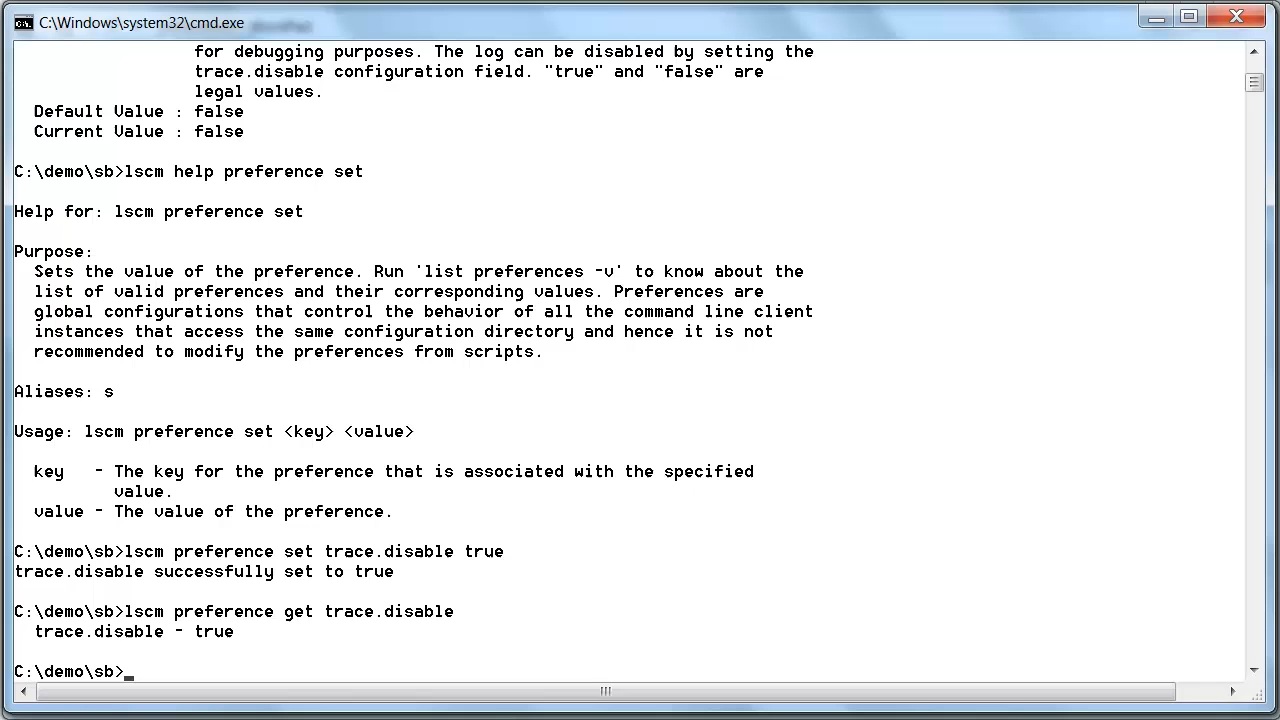 C:\Windows\system32\cmd.exe
for debugging purposes. The log can be disabled by setting the
trace.disable configuration field. "true" and "false" are
legal values.
Default Value : false
Current Value : false
C:\demo\sb>lscm help preference set
Help for: lscm preference set
Purpose:
Sets the value of the preference. Run 'list preferences -v' to know about the
list of valid preferences and their corresponding values. Preferences are
global configurations that control the behavior of all the command line client
instances that access the same configuration directory and hence it is not
recommended to modify the preferences from scripts.
Aliases: s
Usage: lscm preference set <key> <value>
key - The key for the preference that is associated with the specified
value.
value - The value of the preference.
C:\demo\sb>lscm preference set trace.disable true
trace.disable successfully set to true
C:\demo\sb>lscm preference get trace.disable
trace.disable - true
C:\demo\sb>_